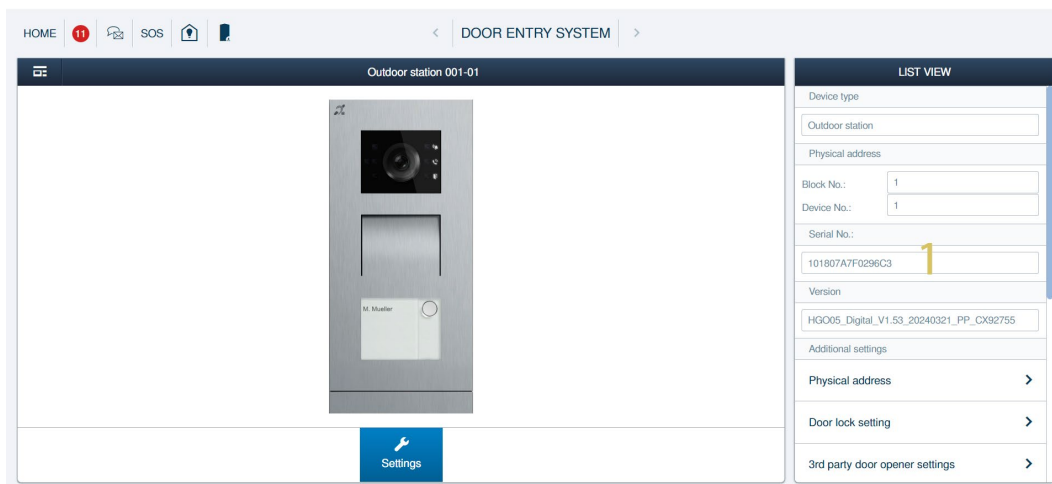 HOME 11 SOS < DOOR ENTRY SYSTEM >
Outdoor station 001-01
M. Mueller
Settings
LIST VIEW
Device type
Outdoor station
Physical address
Block No.: 1
Device No.: 1
Serial No.:
101807A7F0296C3
1
Version
HGO05_Digital_V1.53_20240321_PP_CX92755
Additional settings
Physical address >
Door lock setting >
3rd party door opener settings >